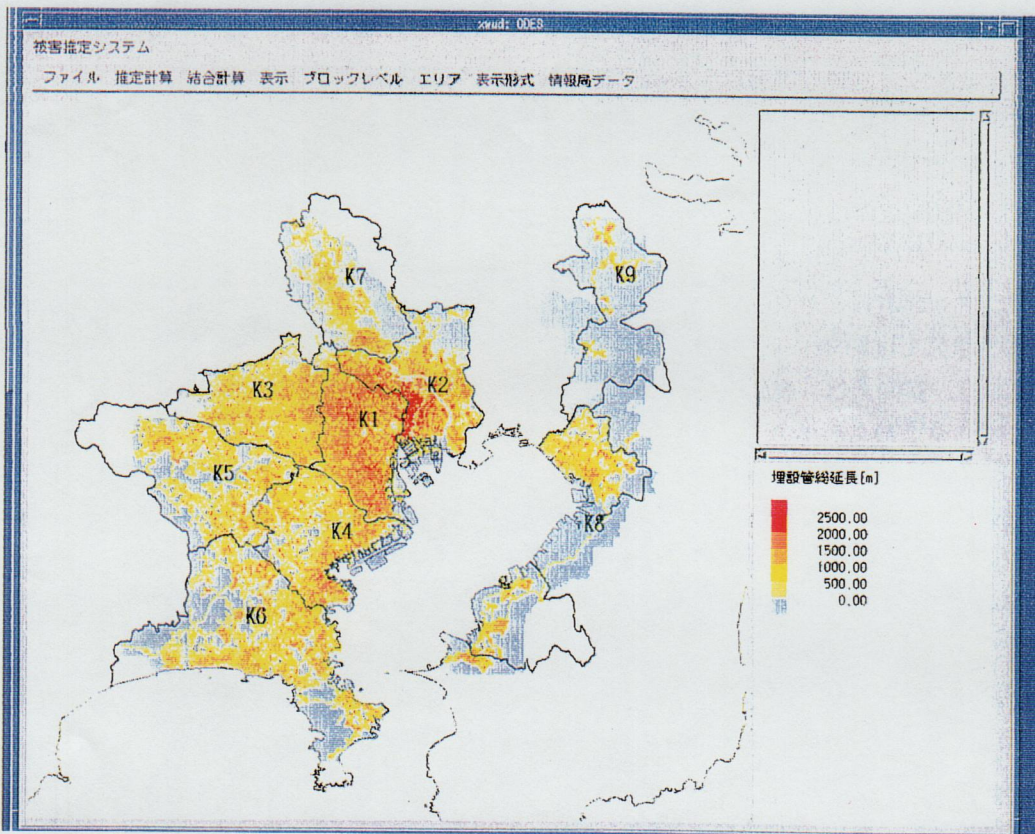 xwud: ODES
被害推定システム
ファイル 推定計算 結合計算 表示 ブロックレベル エリア 表示形式 情報局データ
K7
K9
K3
K2
K1
K5
K8
K4
K6
埋設管総延長[m]
2500.00
2000.00
1500.00
1000.00
500.00
0.00